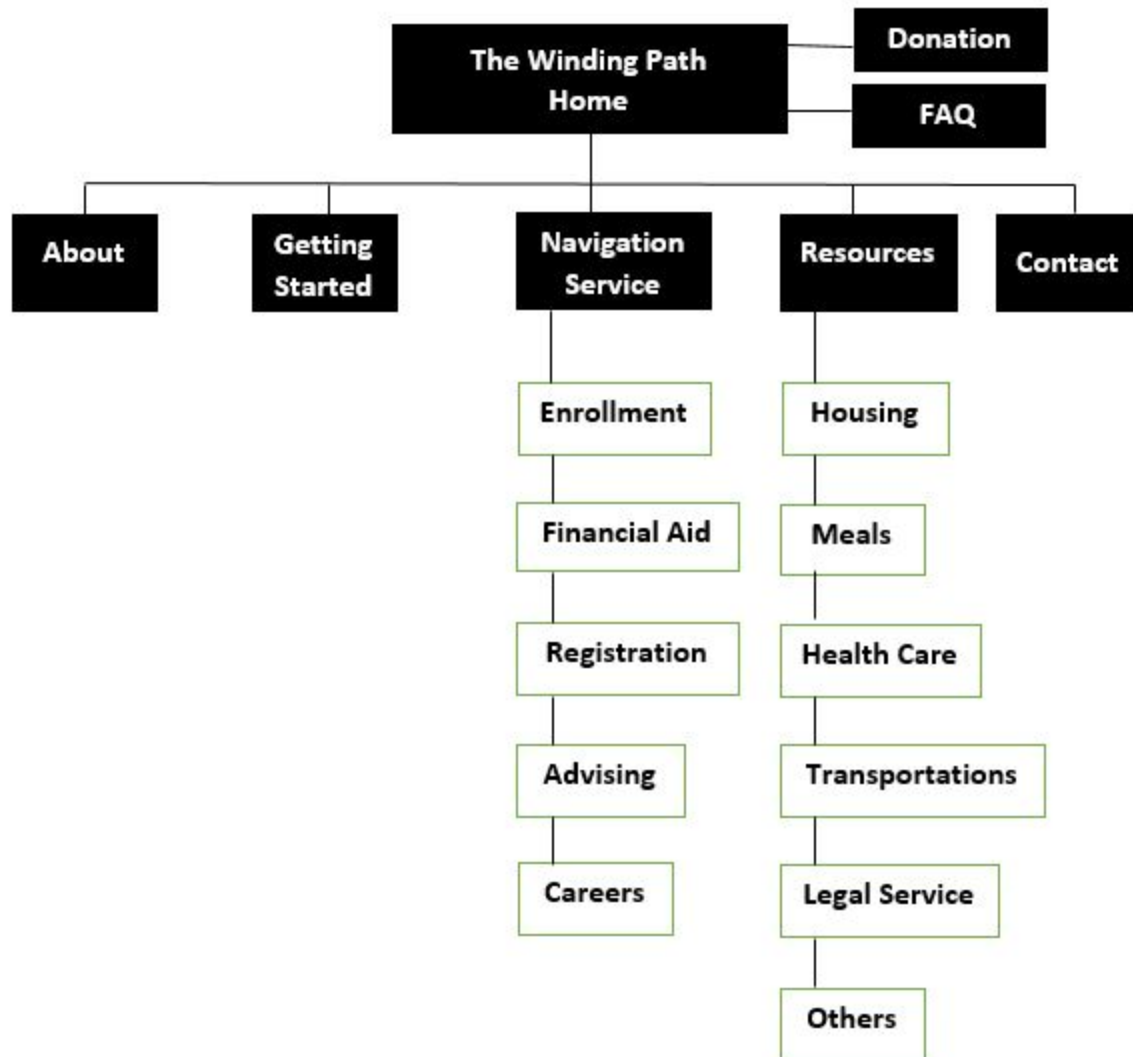 The Winding Path
Home
Donation
FAQ
About
Getting
Started
Navigation
Service
Resources
Contact
Enrollment
Financial Aid
Registration
Advising
Careers
Housing
Meals
Health Care
Transportations
Legal Service
Others